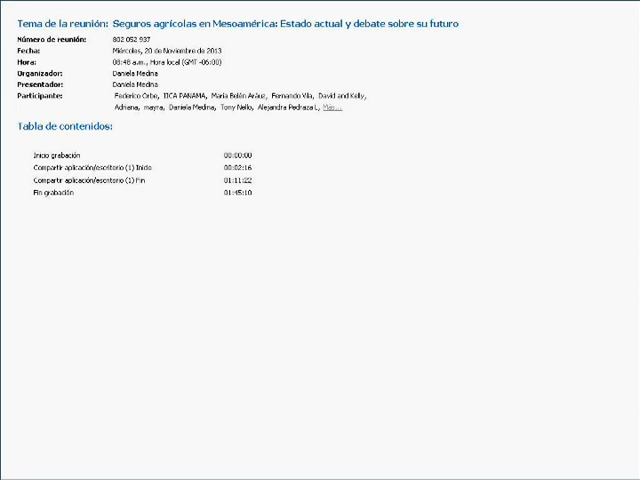 Tema de la reunión: Seguros agrícolas en Mesoamérica: Estado actual y debate sobre su futuro
Número de reunión: 802 052 937
Fecha: Miércoles, 20 de Noviembre de 2013
Hora: 08:48 a.m., Hora local (GMT -06:00)
Organizador: Daniela Medina
Presentador: Daniela Medina
Participante: Federico Orbe, IICA PANAMA, María Belén Aráuz, Fernando Vila, David and Kelly,
Adriana, mayra, Daniela Medina, Tony Nello, Alejandra Pedraza L, Más...
Tabla de contenidos:
Inicio grabación 00:00:00
Compartir aplicación/escritorio (1) Inicio 00:02:16
Compartir aplicación/escritorio (1) Fin 01:11:22
Fin grabación 01:45:10